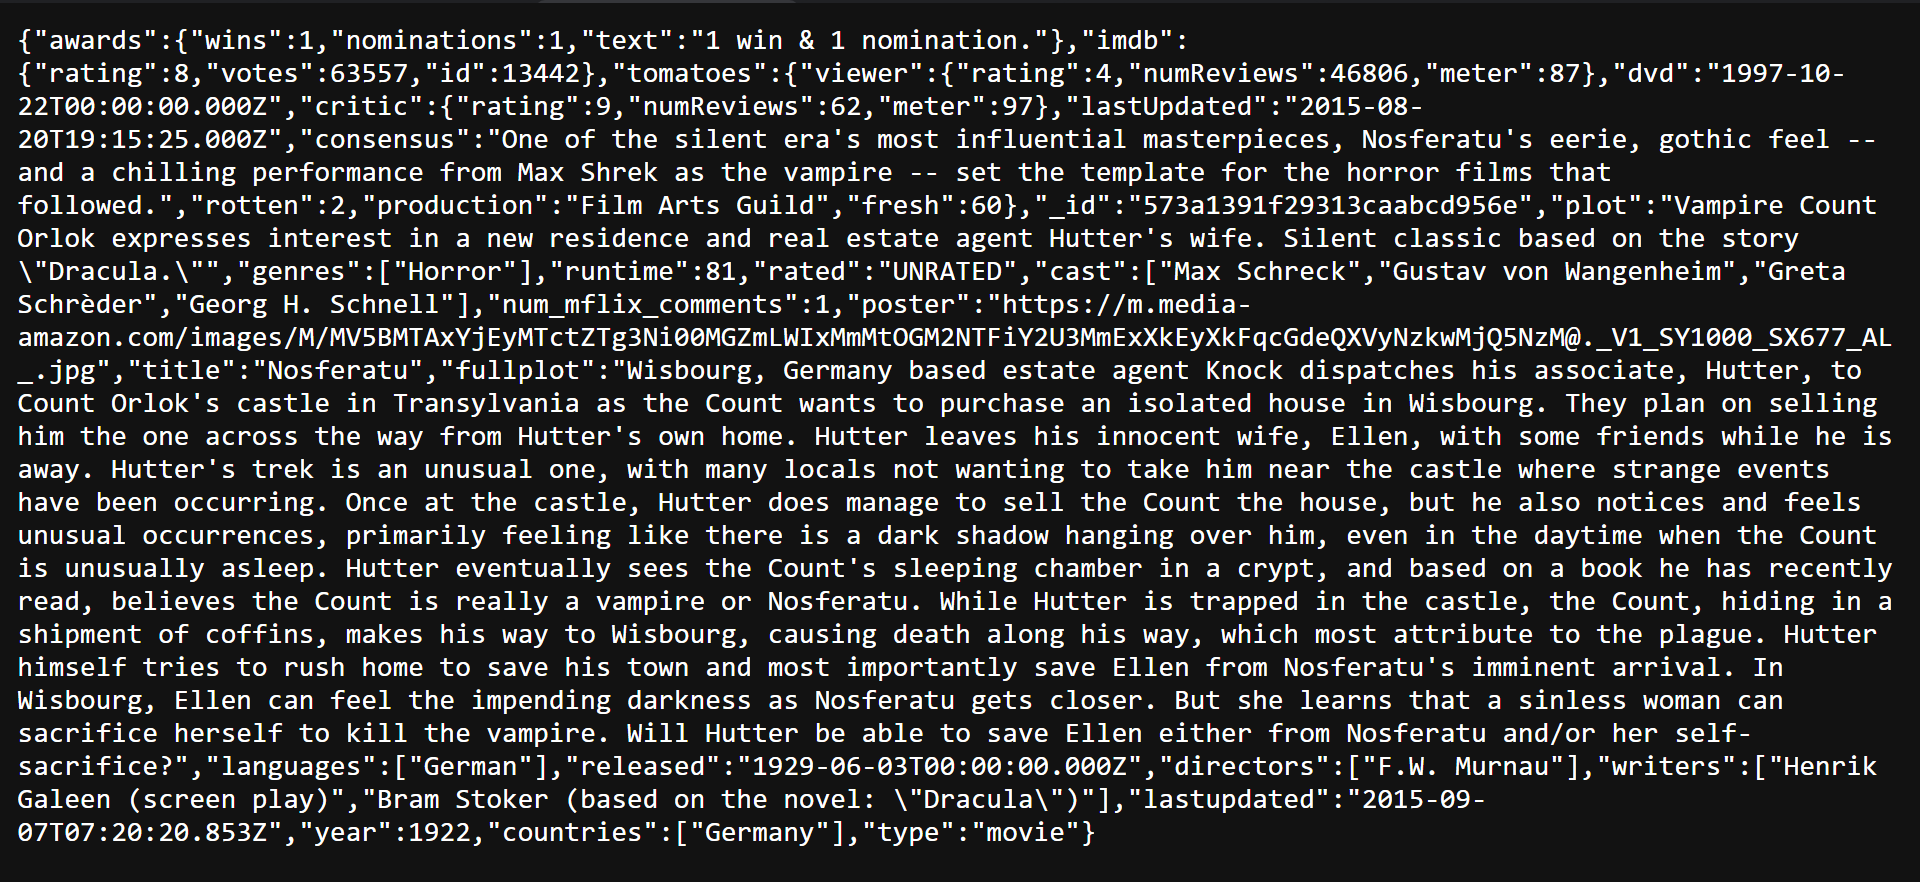 {"awards":{"wins":1,"nominations":1,"text":"1 win & 1 nomination."},"imdb":
{"rating":8,"votes":63557,"id":13442},"tomatoes":{"viewer":{"rating":4,"numReviews":46806,"meter":87},"dvd":"1997-10-
22T00:00:00.000Z","critic":{"rating":9,"numReviews":62,"meter":97},"lastUpdated":"2015-08-
20T19:15:25.000Z","consensus":"One of the silent era's most influential masterpieces, Nosferatu's eerie, gothic feel --
and a chilling performance from Max Shrek as the vampire -- set the template for the horror films that
followed.","rotten":2,"production":"Film Arts Guild","fresh":60},"_id":"573a1391f29313caabcd956e","plot":"Vampire Count
Orlok expresses interest in a new residence and real estate agent Hutter's wife. Silent classic based on the story
\"Dracula.\"","genres":["Horror"],"runtime":81,"rated":"UNRATED","cast":["Max Schreck","Gustav von Wangenheim","Greta
Schrèder","Georg H. Schnell"],"num_mflix_comments":1,"poster":"https://m.media-
amazon.com/images/M/MV5BMTAxYjEyMTctZTg3Ni00MGZmLWIxMmMtOGM2NTFiY2U3MmExXkEyXkFqcGdeQXVyNzkwMjQ5NzM@._V1_SY1000_SX677_AL
_.jpg","title":"Nosferatu","fullplot":"Wisbourg, Germany based estate agent Knock dispatches his associate, Hutter, to
Count Orlok's castle in Transylvania as the Count wants to purchase an isolated house in Wisbourg. They plan on selling
him the one across the way from Hutter's own home. Hutter leaves his innocent wife, Ellen, with some friends while he is
away. Hutter's trek is an unusual one, with many locals not wanting to take him near the castle where strange events
have been occurring. Once at the castle, Hutter does manage to sell the Count the house, but he also notices and feels
unusual occurrences, primarily feeling like there is a dark shadow hanging over him, even in the daytime when the Count
is unusually asleep. Hutter eventually sees the Count's sleeping chamber in a crypt, and based on a book he has recently
read, believes the Count is really a vampire or Nosferatu. While Hutter is trapped in the castle, the Count, hiding in a
shipment of coffins, makes his way to Wisbourg, causing death along his way, which most attribute to the plague. Hutter
himself tries to rush home to save his town and most importantly save Ellen from Nosferatu's imminent arrival. In
Wisbourg, Ellen can feel the impending darkness as Nosferatu gets closer. But she learns that a sinless woman can
sacrifice herself to kill the vampire. Will Hutter be able to save Ellen either from Nosferatu and/or her self-
sacrifice?","languages":["German"],"released":"1929-06-03T00:00:00.000Z","directors":["F.W. Murnau"],"writers":["Henrik
Galeen (screen play)","Bram Stoker (based on the novel: \"Dracula\")"],"lastupdated":"2015-09-
07T07:20:20.853Z","year":1922,"countries":["Germany"],"type":"movie"}